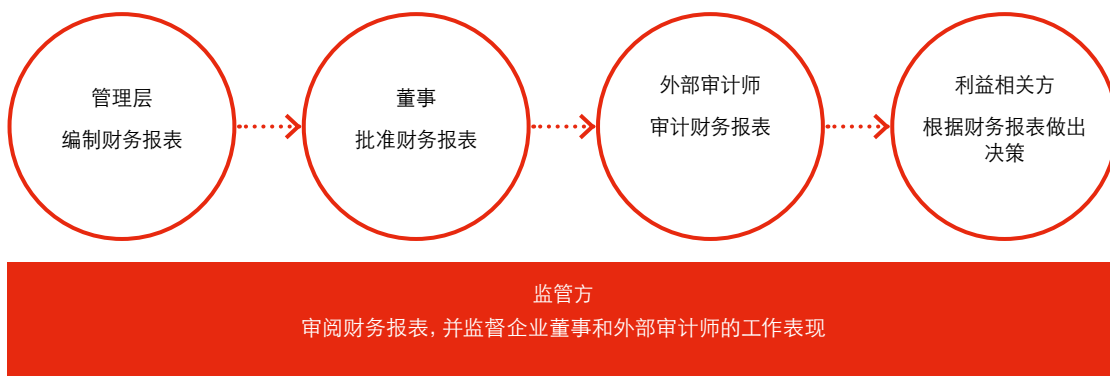 管理层
编制财务报表
董事
批准财务报表
外部审计师
审计财务报表
利益相关方
根据财务报表做出
决策
监管方
审阅财务报表, 并监督企业董事和外部审计师的工作表现